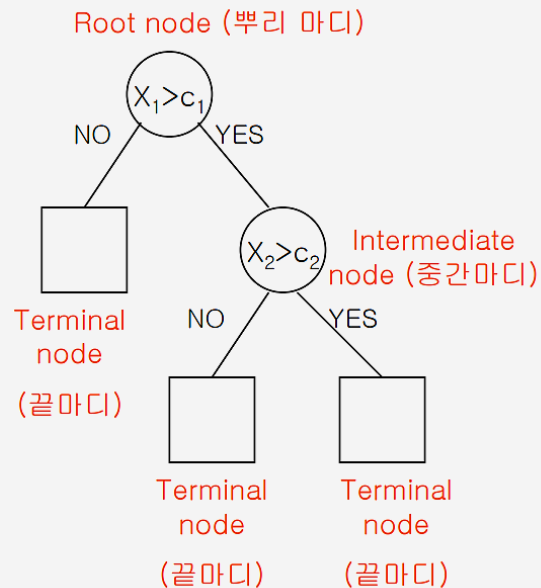 Root node (뿌리 마디)
X₁>c₁
NO
YES
X₂>c₂
Intermediate
node (중간마디)
Terminal
node
(끝마디)
NO
YES
Terminal
node
(끝마디)
Terminal
node
(끝마디)